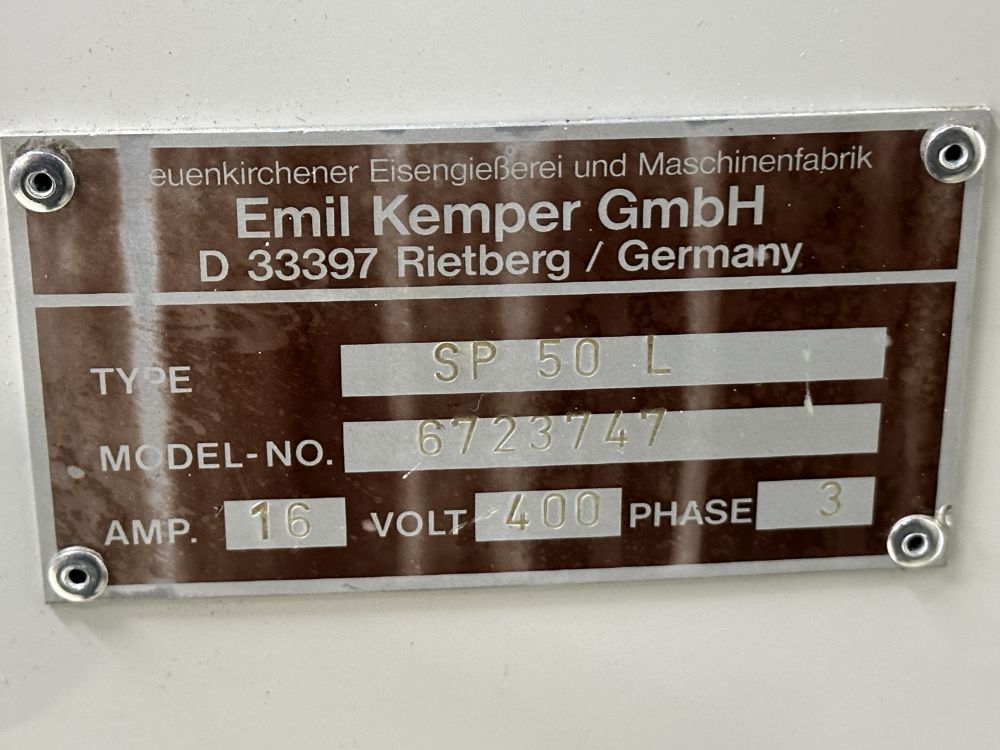 euenkirchener Eisengießerei und Maschinenfabrik
Emil Kemper GmbH
D 33397 Rietberg / Germany
TYPE SP 50 L
MODEL-NO. 6723747
AMP. 16 VOLT 400 PHASE 3